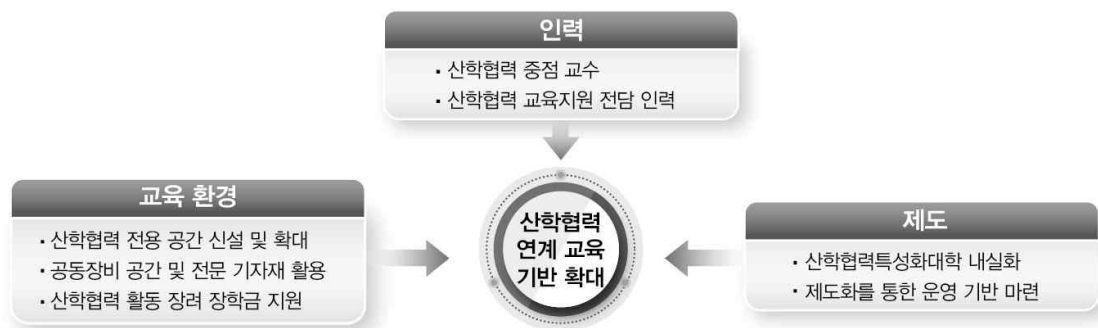 인력
· 산학협력 중점 교수
· 산학협력 교육지원 전담 인력
교육 환경
· 산학협력 전용 공간 신설 및 확대
· 공동장비 공간 및 전문 기자재 활용
· 산학협력 활동 장려 장학금 지원
산학협력
연계 교육
기반 확대
제도
· 산학협력특성화대학 내실화
· 제도화를 통한 운영 기반 마련